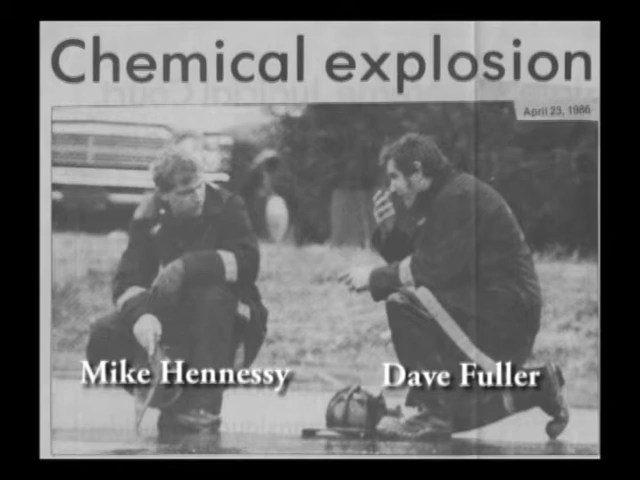 Chemical explosion
April 23, 1986
Mike Hennessy
Dave Fuller